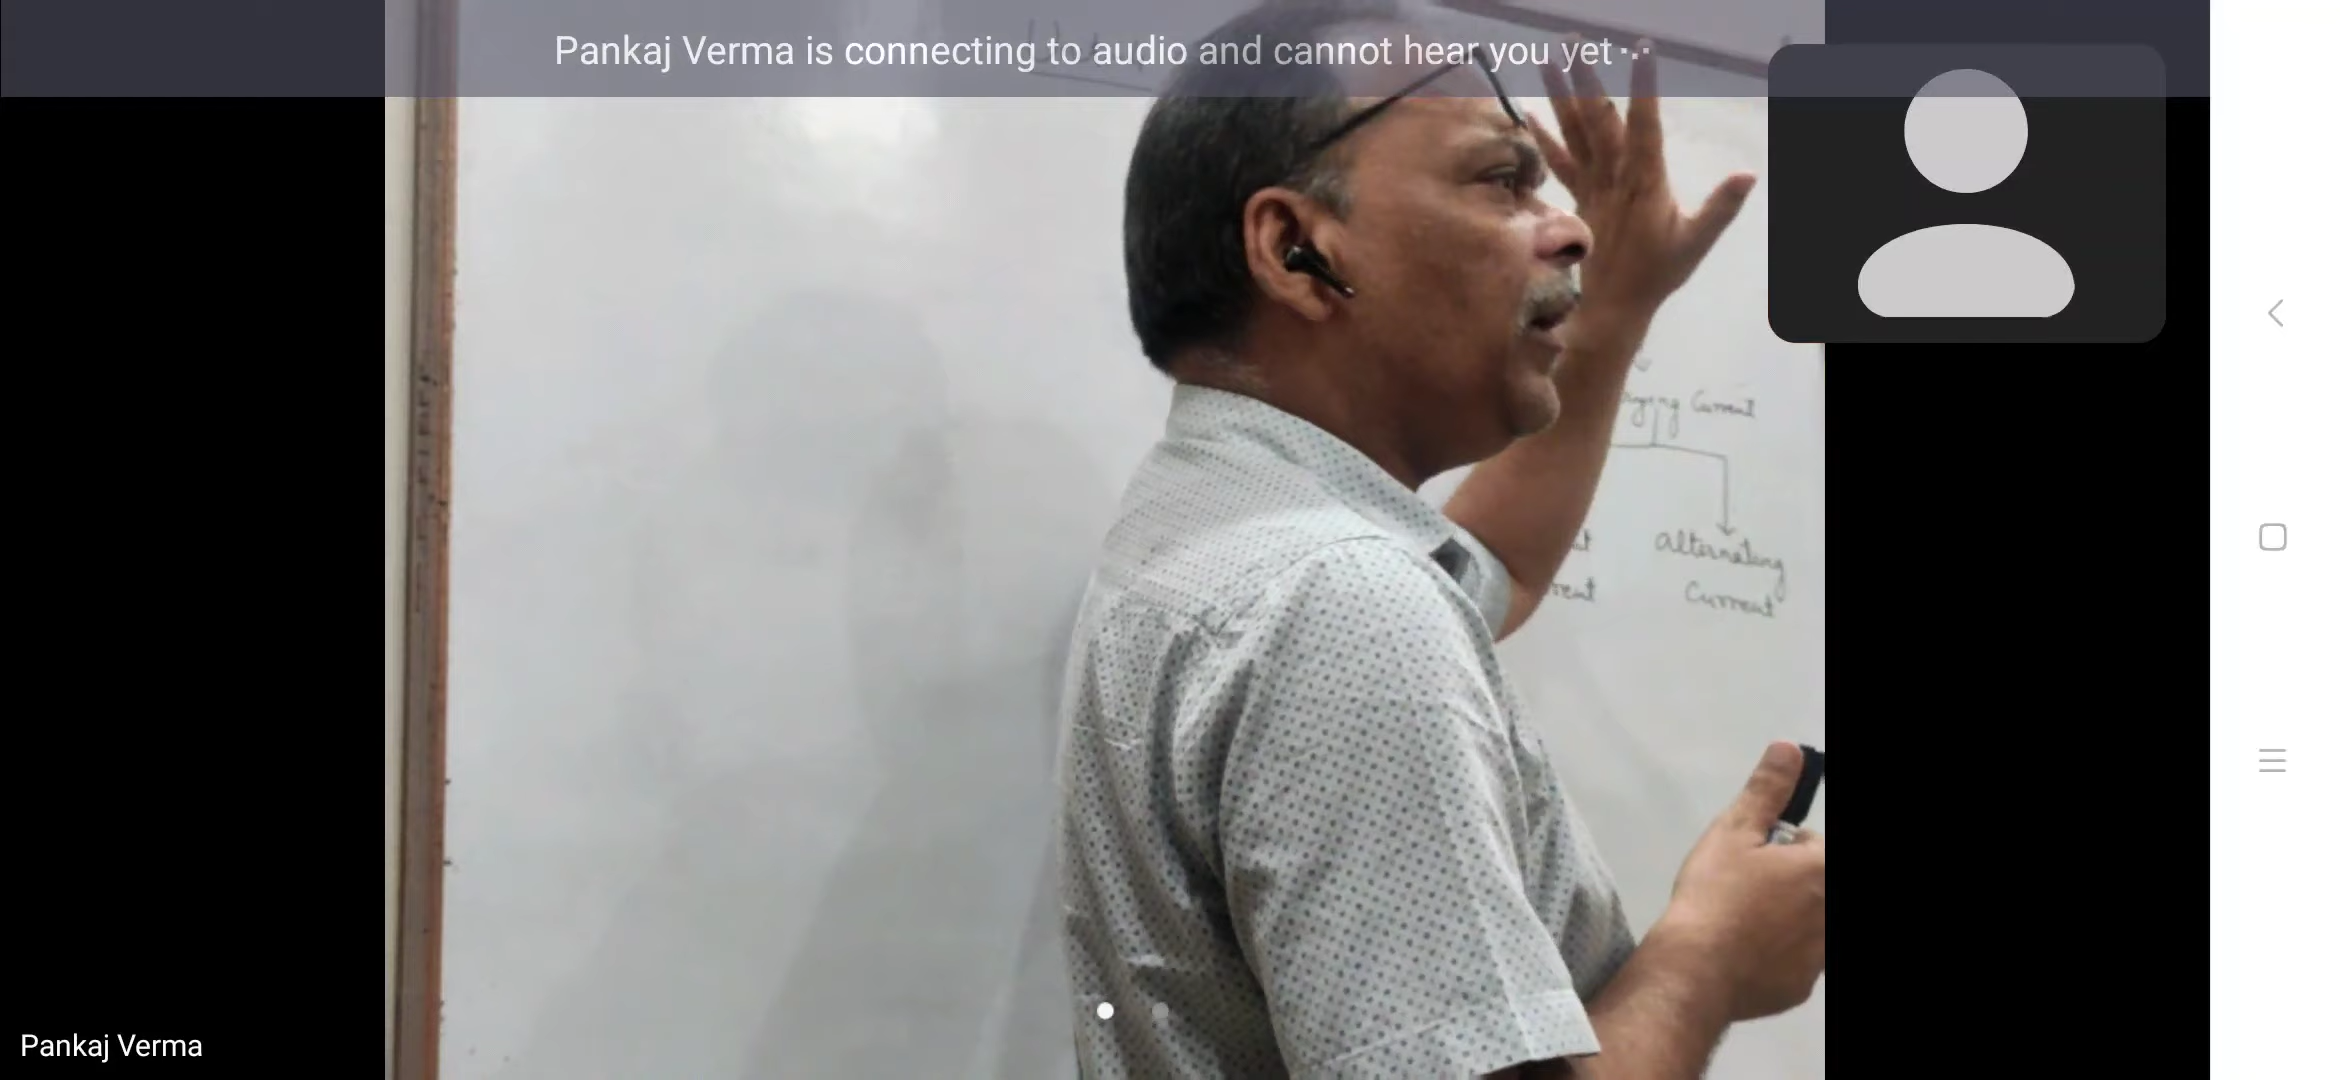 Pankaj Verma is connecting to audio and cannot hear you yet
Current
Alternating
Current
Pankaj Verma